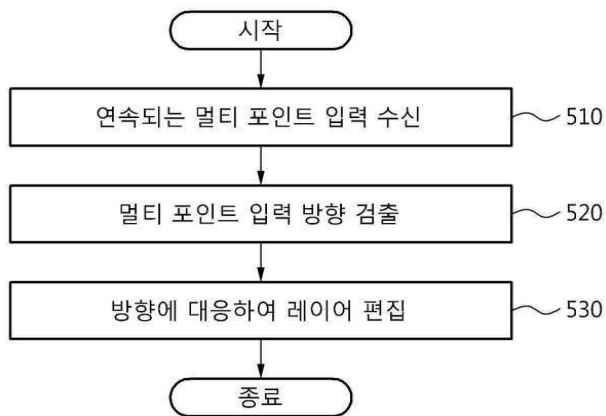 시작
연속되는 멀티 포인트 입력 수신
510
멀티 포인트 입력 방향 검출
520
방향에 대응하여 레이어 편집
530
종료